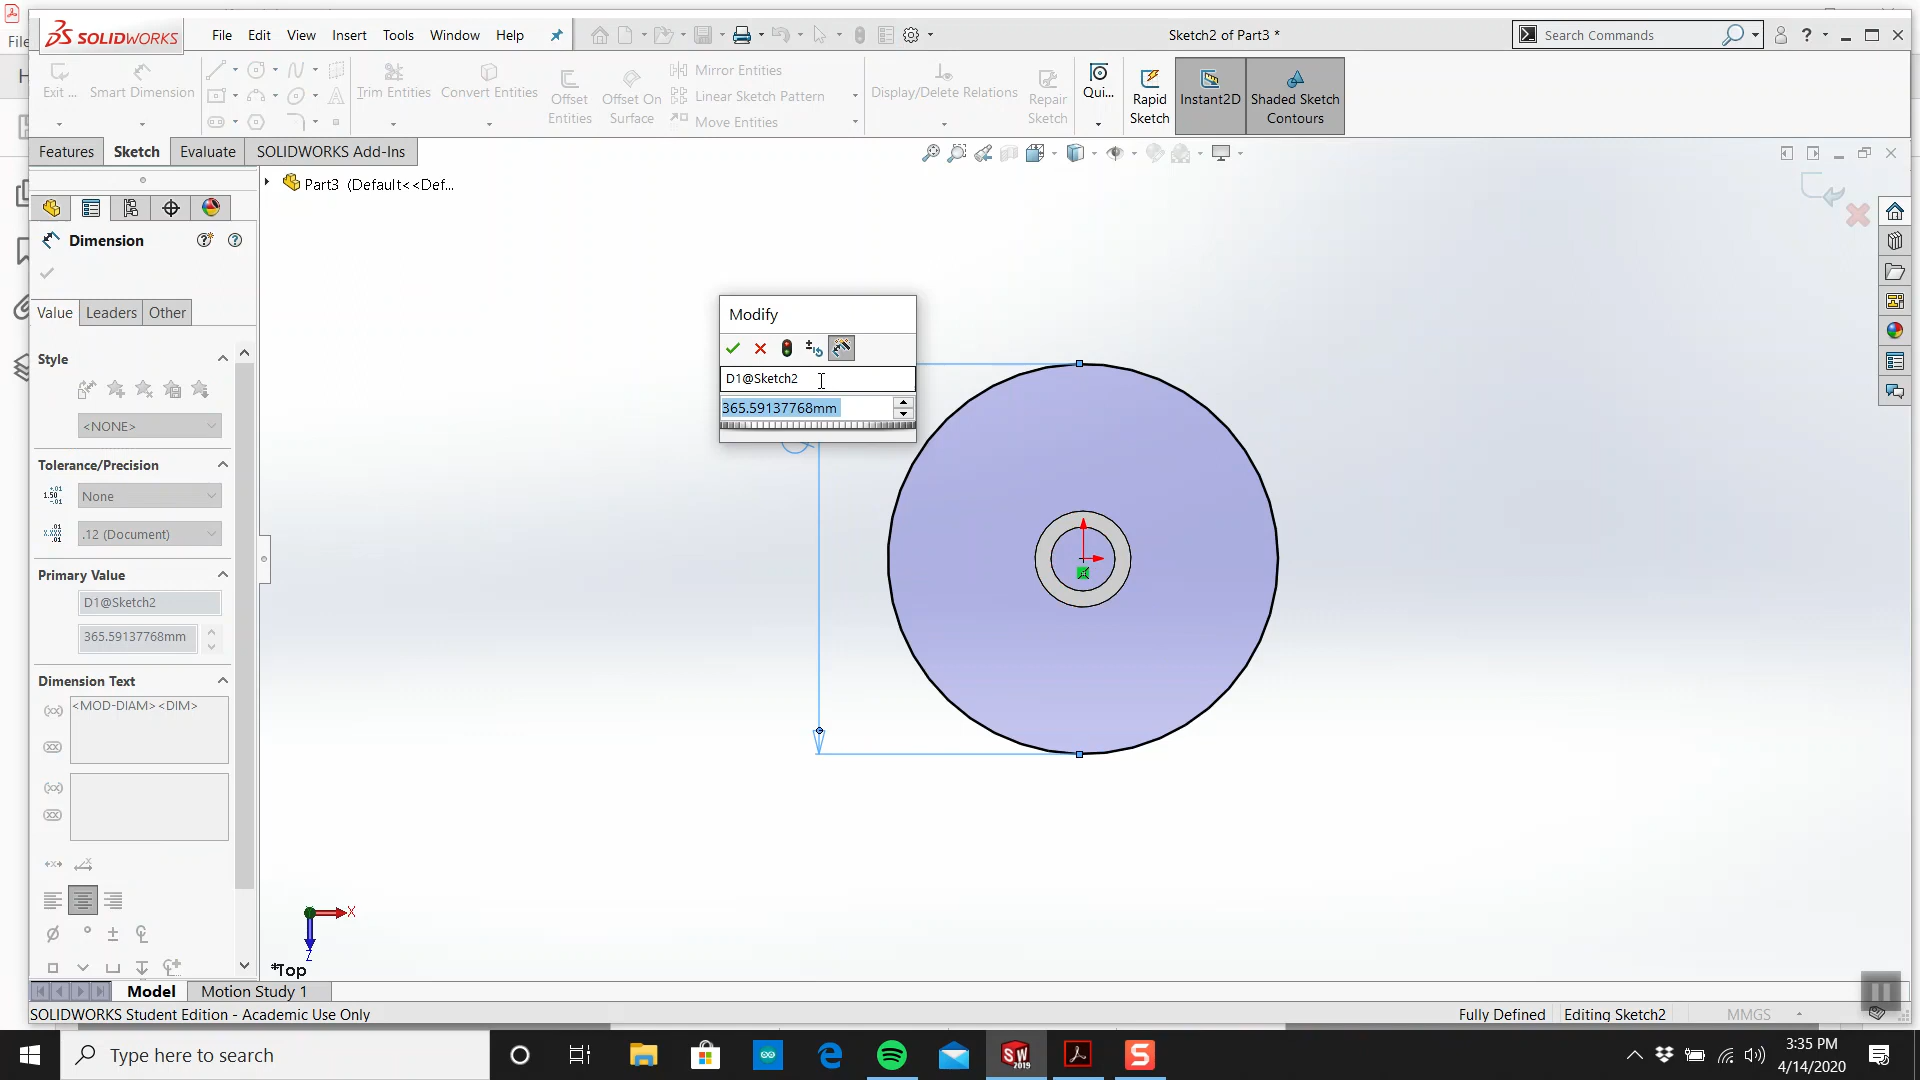 SOLIDWORKS File Edit View Insert Tools Window Help Sketch2 of Part3 * Search Commands ?
File
Exit ... Smart Dimension Trim Entities Convert Entities Offset Entities Offset On Surface Mirror Entities Display/Delete Relations Repair Sketch Qui... Rapid Sketch Instant2D Shaded Sketch Contours
Linear Sketch Pattern
Move Entities
Features Sketch Evaluate SOLIDWORKS Add-Ins
Part3 (Default<<Def...
Dimension
Value Leaders Other
Modify
Style
D1@Sketch2
365.59137768mm
<NONE>
Tolerance/Precision
None
.12 (Document)
Primary Value
D1@Sketch2
365.59137768mm
Dimension Text
<MOD-DIAM><DIM>
X
Z
*Top
Model Motion Study 1
SOLIDWORKS Student Edition - Academic Use Only Fully Defined Editing Sketch2 MMGS
Type here to search SW 2019 S 3:35 PM
4/14/2020